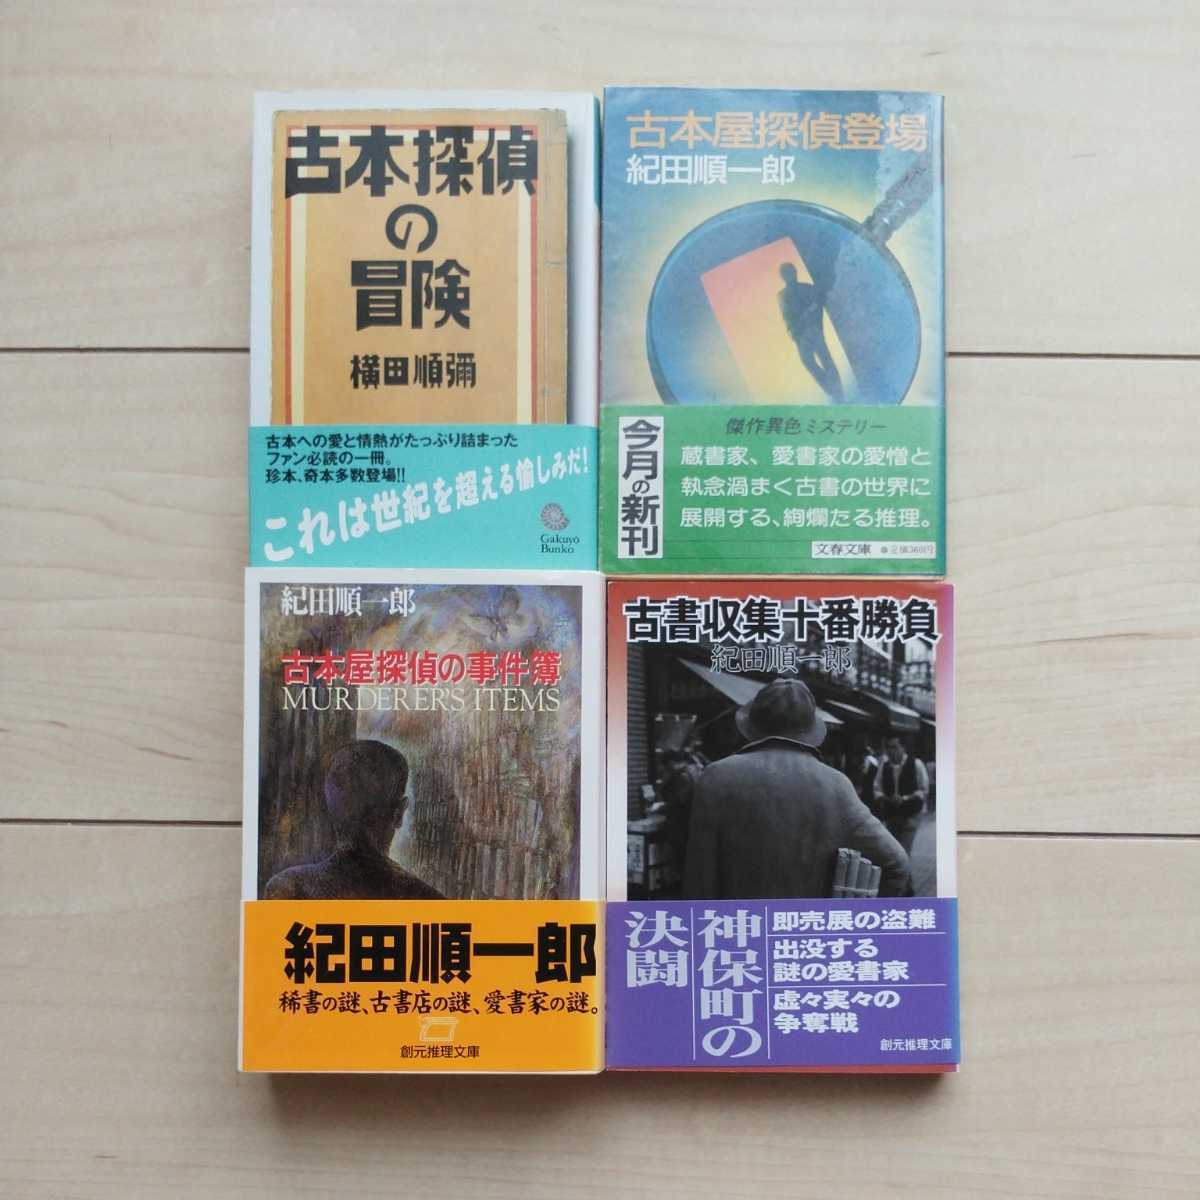 古本探偵
の
冒険
横田順彌
古本への愛と情熱がたっぷり詰まった
ファン必読の一冊。
珍本、奇本多数登場!!
これは世紀を超える愉しみだ!
Gakuyō
Bunko
古本屋探偵登場
紀田順一郎
今月の新刊
傑作異色ミステリー
蔵書家、愛書家の愛憎と
執念渦まく古書の世界に
展開する、絢爛たる推理。
文春文庫 ●定価360円
紀田順一郎
古本屋探偵の事件簿
MURDERER'S ITEMS
紀田順一郎
稀書の謎、古書店の謎、愛書家の謎。
創元推理文庫
古書収集十番勝負
紀田順一郎
神保町の
決闘
即売展の盗難
出没する
謎の愛書家
虚々実々の
争奪戦
創元推理文庫